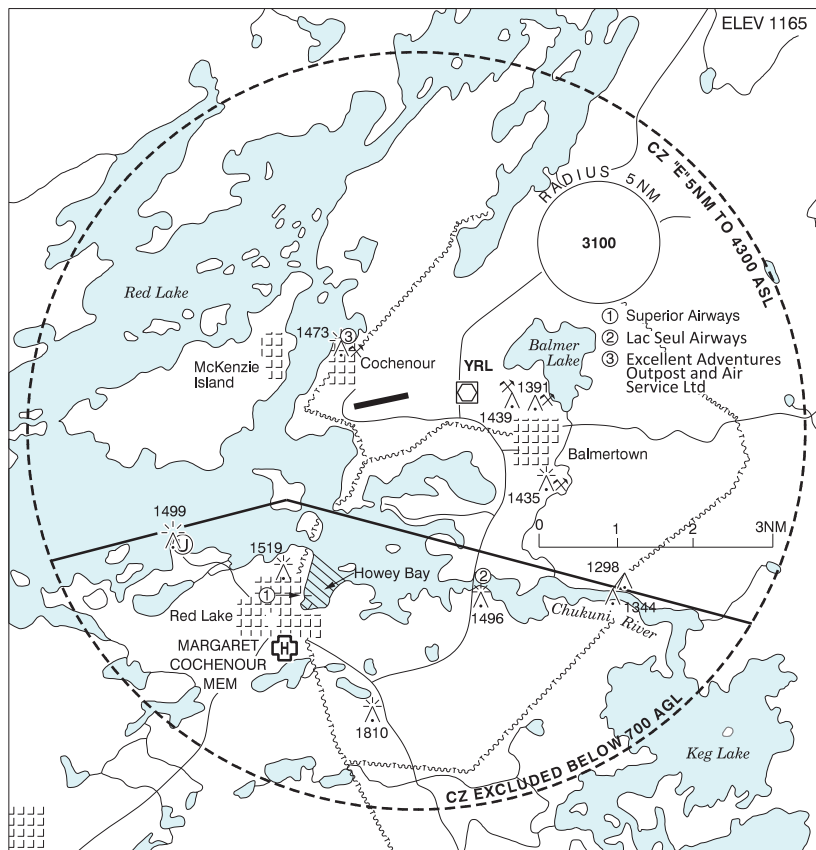 ELEV 1165
CZ "E" 5NM TO 4300 ASL
RADIUS 5NM
3100
Red Lake
① Superior Airways
② Lac Seul Airways
③ Excellent Adventures
Outpost and Air
Service Ltd
1473
③
McKenzie
Island
Cochenour
YRL
Balmer
Lake
1391
1439
Balmertown
1435
0 1 3NM
1499
U
1519
Howey Bay
①
Red Lake
②
1496
1298
1344
Chukuni River
MARGARET
COCHENOUR
MEM
H
1810
CZ EXCLUDED BELOW 700 AGL
Keg Lake